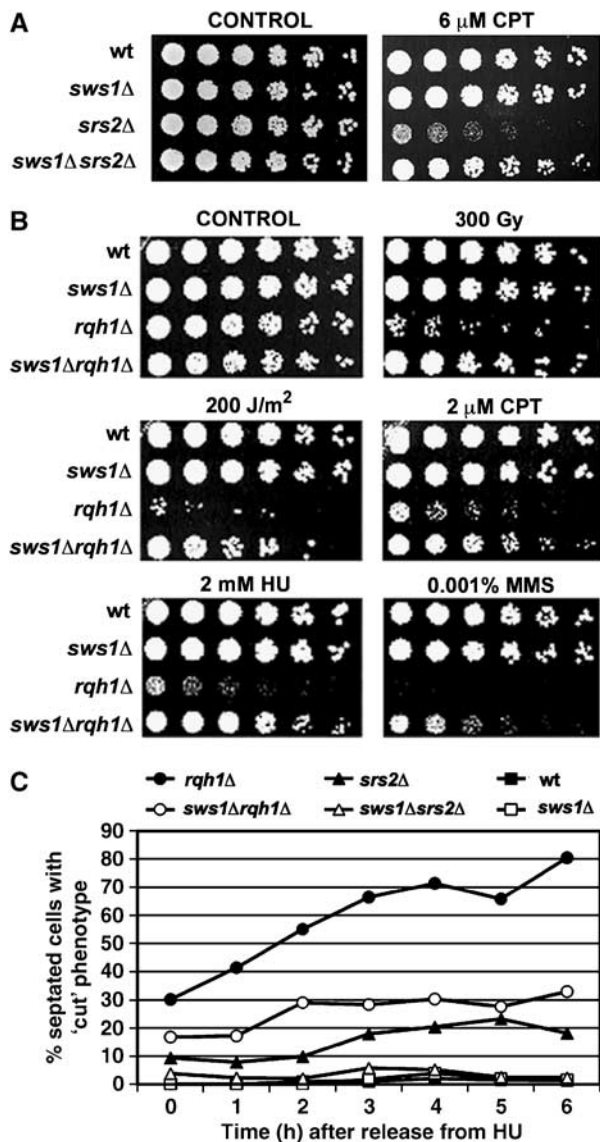 A
CONTROL
6 μM CPT
wt
sws1Δ
srs2Δ
sws1Δ srs2Δ
B
CONTROL
300 Gy
wt
sws1Δ
rqh1Δ
sws1Δrqh1Δ
200 J/m²
2 μM CPT
wt
sws1Δ
rqh1Δ
sws1Δrqh1Δ
2 mM HU
0.001% MMS
wt
sws1Δ
rqh1Δ
sws1Δrqh1Δ
C
rqh1Δ
srs2Δ
wt
sws1Δrqh1Δ
sws1Δsrs2Δ
sws1Δ
% septated cells with 'cut' phenotype
90
80
70
60
50
40
30
20
10
0
0 1 2 3 4 5 6
Time (h) after release from HU